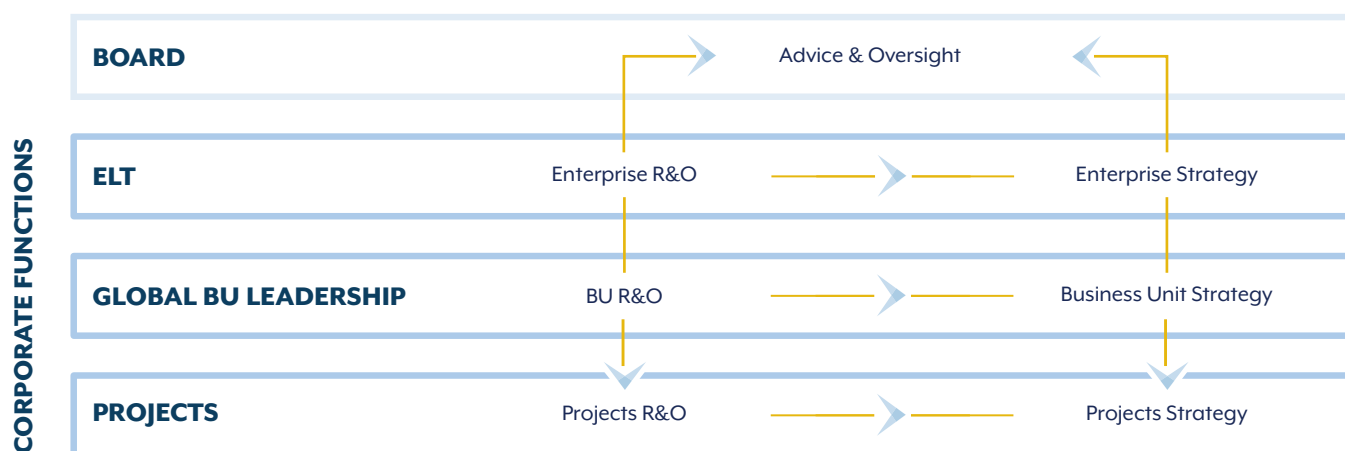 BOARD
Advice & Oversight
CORPORATE FUNCTIONS
ELT
Enterprise R&O
Enterprise Strategy
GLOBAL BU LEADERSHIP
BU R&O
Business Unit Strategy
PROJECTS
Projects R&O
Projects Strategy